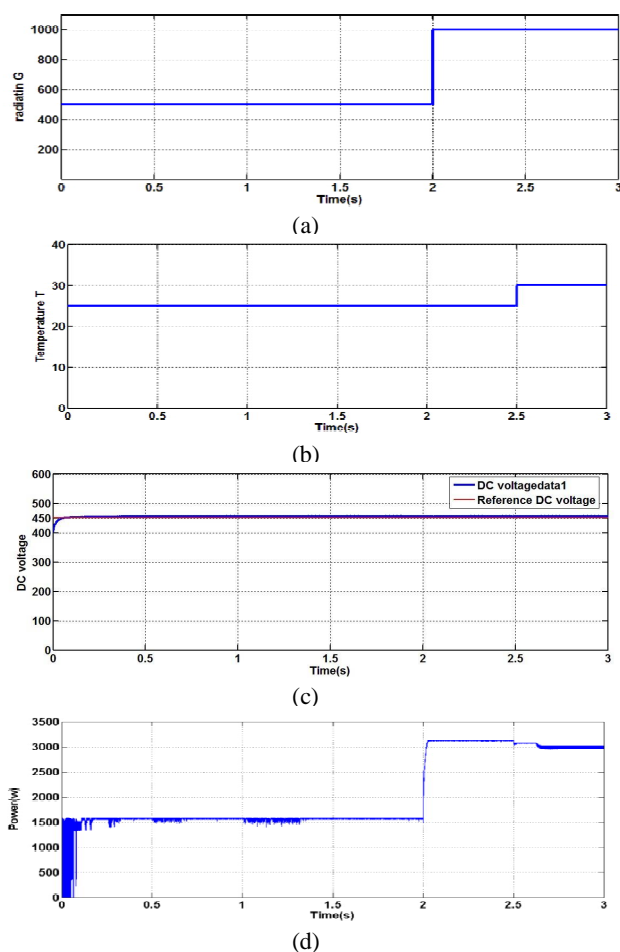 1000
800
radiatin G
600
400
200
0 0.5 1 1.5 2 2.5 3
Time(s)
(a)
40
30
Temperature T
20
10
0
0 0.5 1 1.5 2 2.5 3
Time(s)
(b)
600
DC voltagedata1
500
Reference DC voltage
450
400
DC voltage
300
200
100
0
0 0.5 1 1.5 2 2.5 3
Time(s)
(c)
3500
3000
2500
2000
Power(w)
1500
1000
500
0
0 0.5 1 1.5 2 2.5 3
Time(s)
(d)